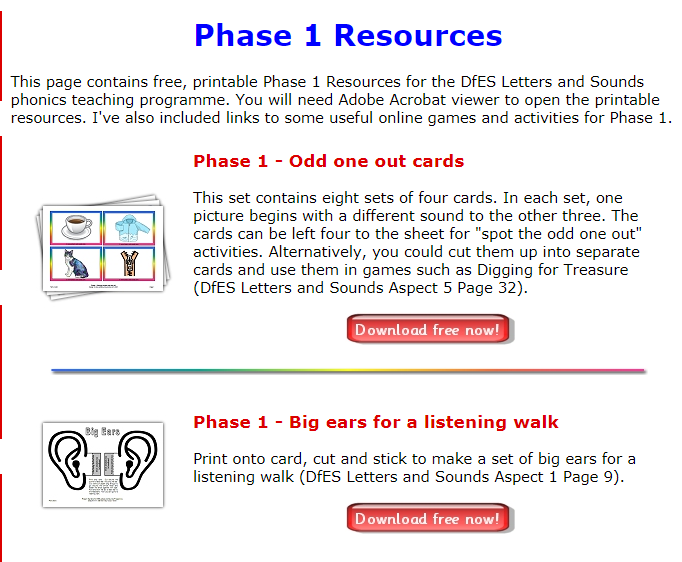 Phase 1 Resources
This page contains free, printable Phase 1 Resources for the DfES Letters and Sounds
phonics teaching programme. You will need Adobe Acrobat viewer to open the printable
resources. I've also included links to some useful online games and activities for Phase 1.
Phase 1 - Odd one out cards
This set contains eight sets of four cards. In each set, one
picture begins with a different sound to the other three. The
cards can be left four to the sheet for "spot the odd one out"
activities. Alternatively, you could cut them up into separate
cards and use them in games such as Digging for Treasure
(DfES Letters and Sounds Aspect 5 Page 32).
Download free now!
Big Ears
Phase 1 - Big ears for a listening walk
Print onto card, cut and stick to make a set of big ears for a
listening walk (DfES Letters and Sounds Aspect 1 Page 9).
Download free now!